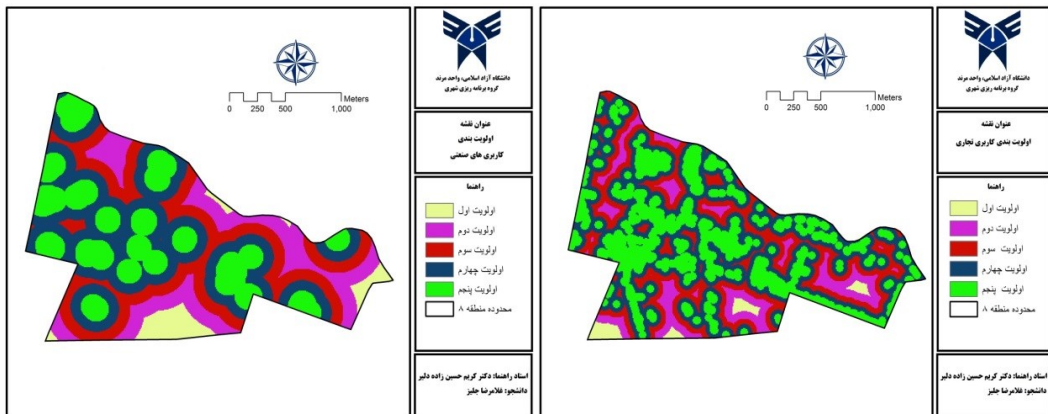 دانشگاه آزاد اسلامی، واحد مرند
گروه برنامه ریزی شهری
Meters
0 250 500 1,000
عنوان نقشه
اولویت بندی
کاربری های صنعتی
راهنما
اولویت اول
اولویت دوم
اولویت سوم
اولویت چهارم
اولویت پنجم
محدوده منطقه ۸
استاد راهنما: دکتر کریم حسین زاده دلیر
دانشجو: غلامرضا جلیز
دانشگاه آزاد اسلامی، واحد مرند
گروه برنامه ریزی شهری
Meters
0 250 500 1,000
عنوان نقشه
اولویت بندی کاربری تجاری
راهنما
اولویت اول
اولویت دوم
اولویت سوم
اولویت چهارم
اولویت پنجم
محدوده منطقه ۸
استاد راهنما: دکتر کریم حسین زاده دلیر
دانشجو: غلامرضا جلیز